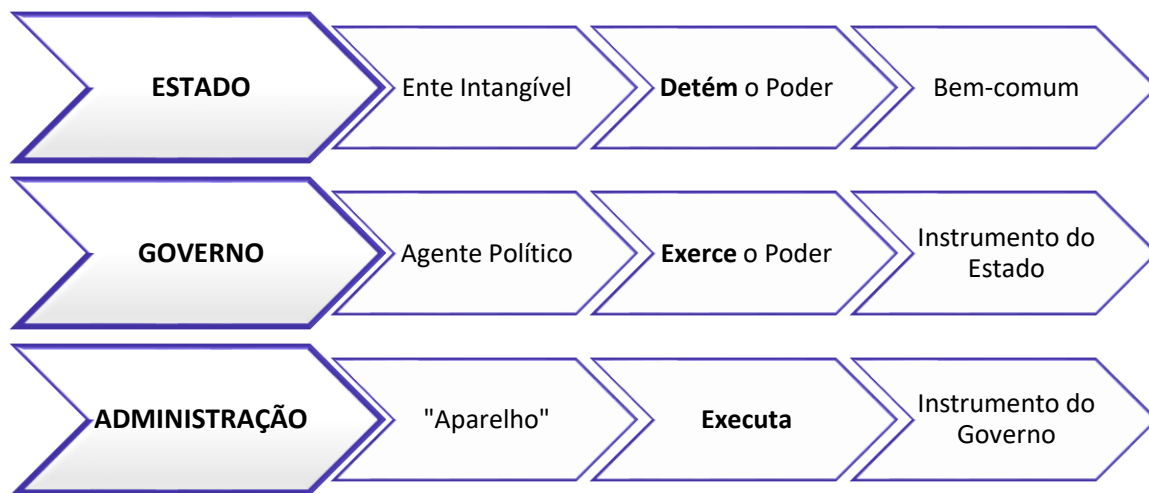 ESTADO
Ente Intangível
Detém o Poder
Bem-comum
GOVERNO
Agente Político
Exerce o Poder
Instrumento do
Estado
ADMINISTRAÇÃO
"Aparelho"
Executa
Instrumento do
Governo